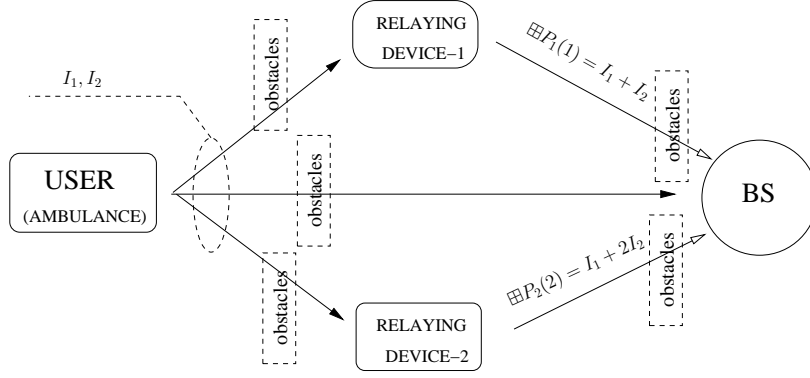 RELAYING
DEVICE–1
⊞P₁(1) = I₁ + I₂
I₁, I₂
obstacles
obstacles
USER
(AMBULANCE)
obstacles
BS
obstacles
obstacles
⊞P₂(2) = I₁ + 2I₂
RELAYING
DEVICE–2